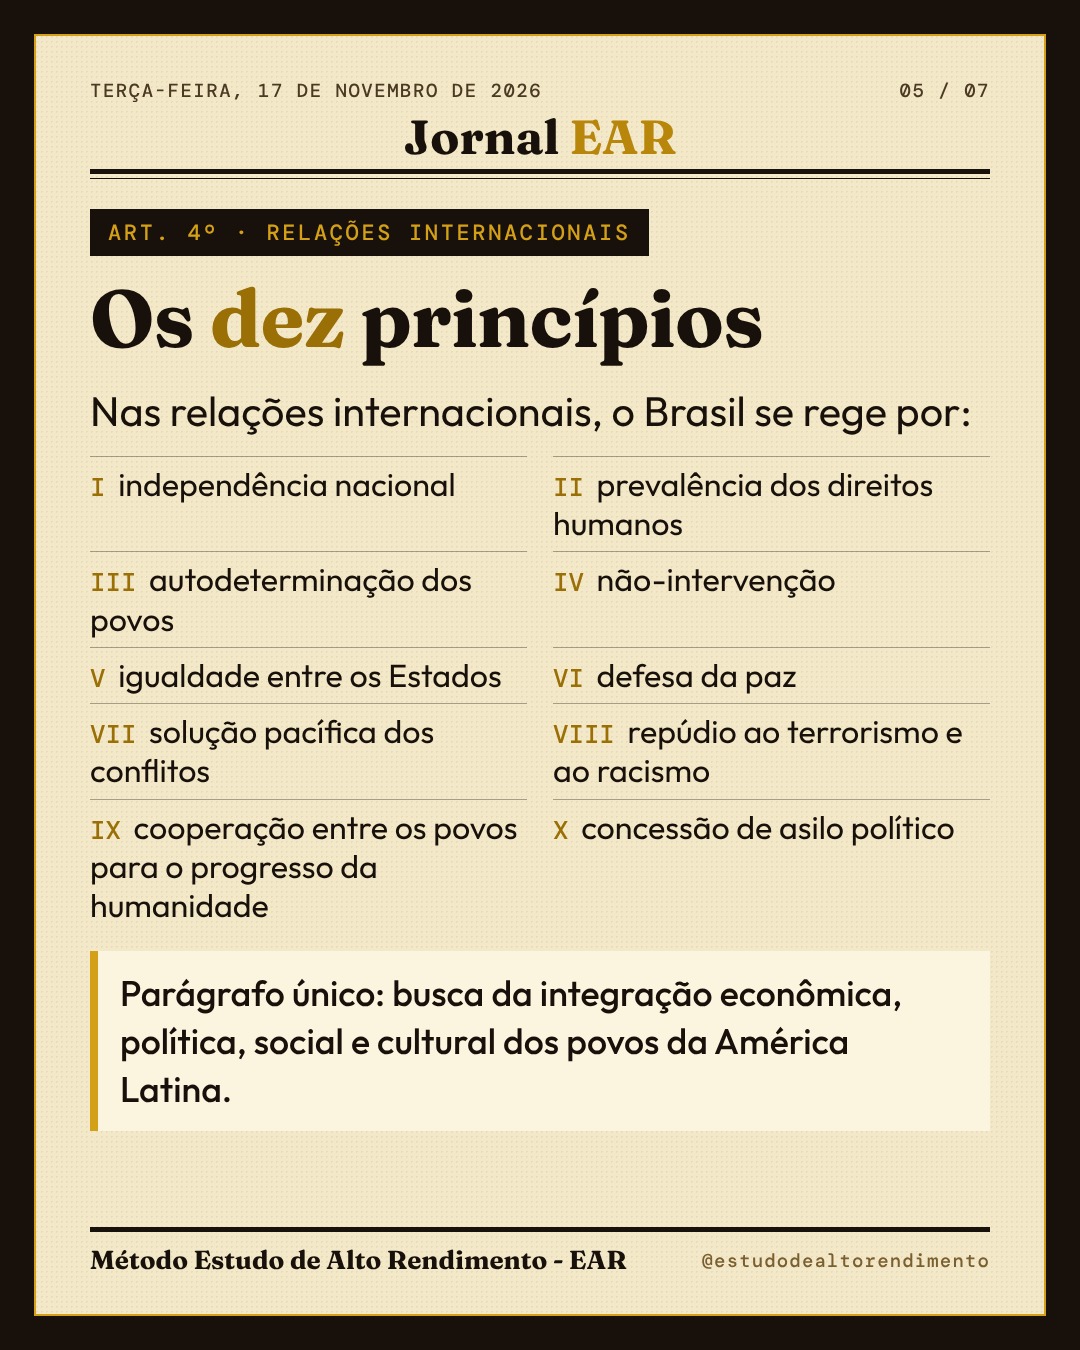 TERÇA-FEIRA, 17 DE NOVEMBRO DE 2026
05 / 07
Jornal EAR
ART. 4º · RELAÇÕES INTERNACIONAIS
Os dez princípios
Nas relações internacionais, o Brasil se rege por:
I independência nacional
II prevalência dos direitos
humanos
III autodeterminação dos
povos
IV não-intervenção
V igualdade entre os Estados
VI defesa da paz
VII solução pacífica dos
conflitos
VIII repúdio ao terrorismo e
ao racismo
IX cooperação entre os povos
para o progresso da
humanidade
X concessão de asilo político
Parágrafo único: busca da integração econômica,
política, social e cultural dos povos da América
Latina.
Método Estudo de Alto Rendimento - EAR
@estudodealtorendimento